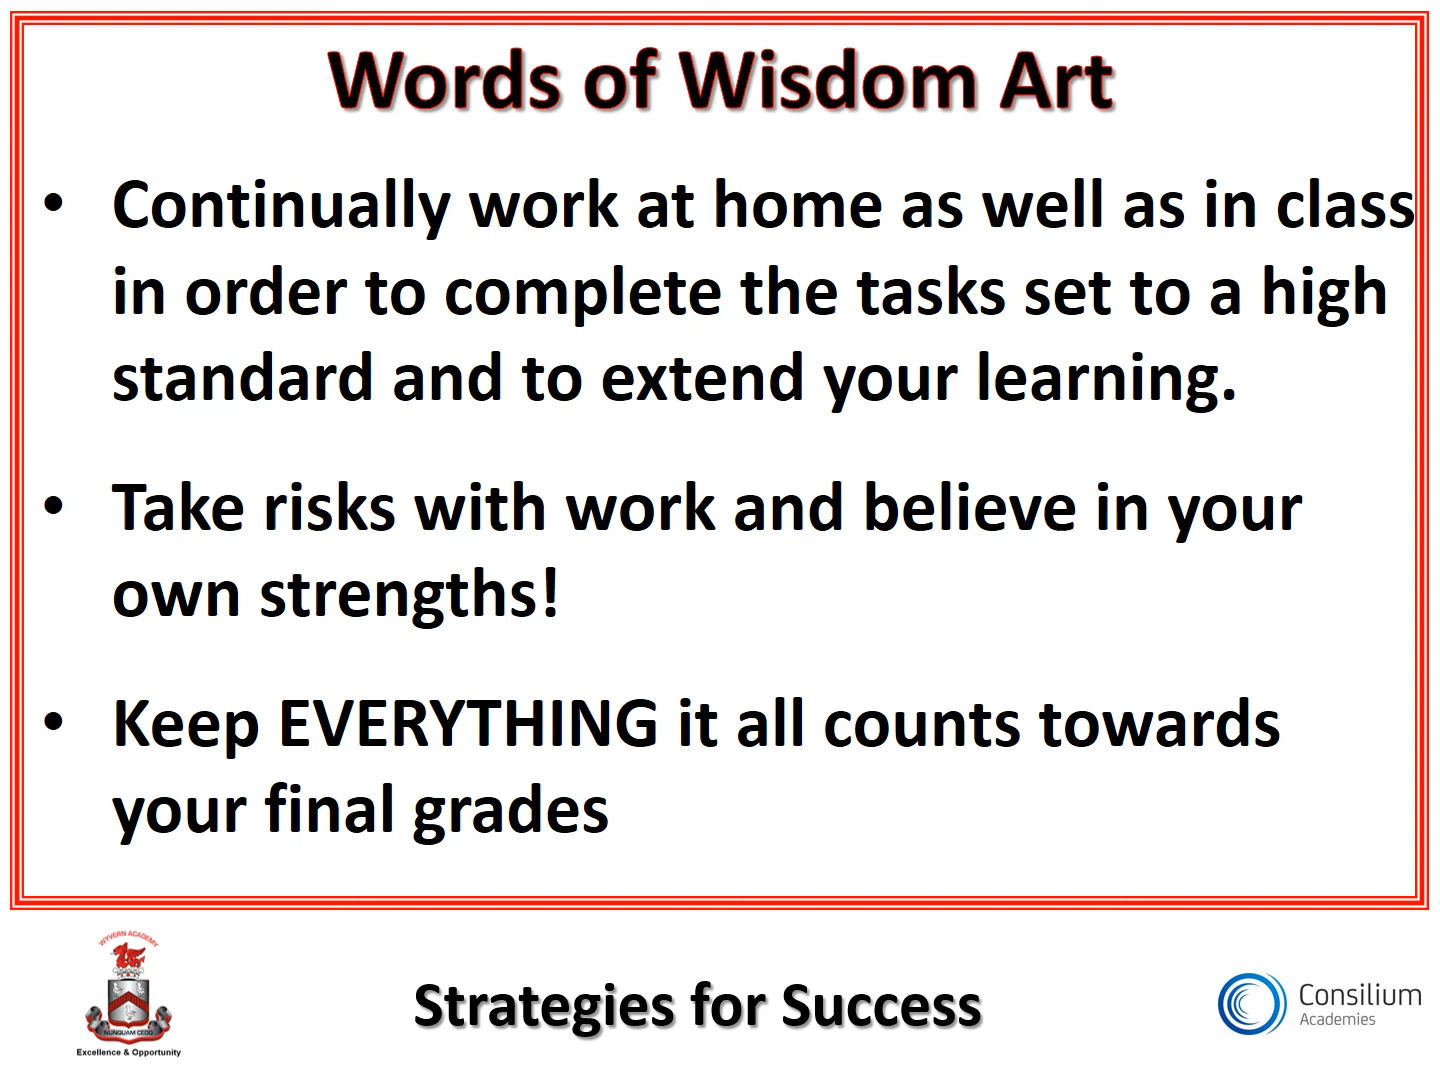 Words of Wisdom Art
• Continually work at home as well as in class
in order to complete the tasks set to a high
standard and to extend your learning.
• Take risks with work and believe in your
own strengths!
• Keep EVERYTHING it all counts towards
your final grades
WYVERN ACADEMY
NUNQUAM CEDO
Excellence & Opportunity
Strategies for Success
Consilium
Academies